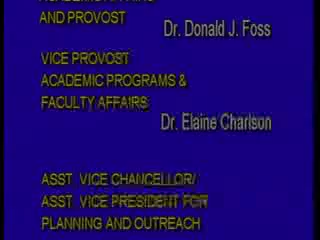 AND PROVOST
Dr. Donald J. Foss
VICE PROVOST
ACADEMIC PROGRAMS &
FACULTY AFFAIRS
Dr. Elaine Charlson
ASST VICE CHANCELLOR/
ASST VICE PRESIDENT FOR
PLANNING AND OUTREACH